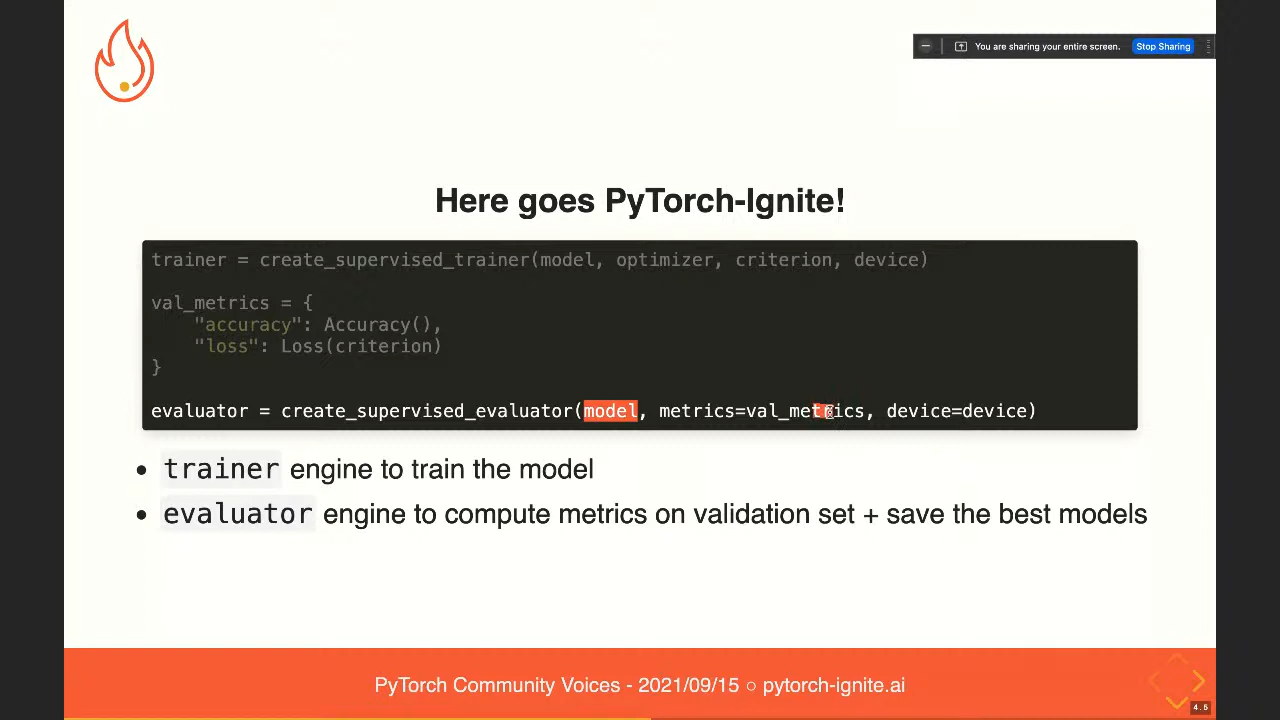 You are sharing your entire screen. Stop Sharing
Here goes PyTorch-Ignite!
trainer = create_supervised_trainer(model, optimizer, criterion, device)
val_metrics = {
"accuracy": Accuracy(),
"loss": Loss(criterion)
}
evaluator = create_supervised_evaluator(model, metrics=val_metrics, device=device)
• trainer engine to train the model
• evaluator engine to compute metrics on validation set + save the best models
PyTorch Community Voices - 2021/09/15 ○ pytorch-ignite.ai
4.5